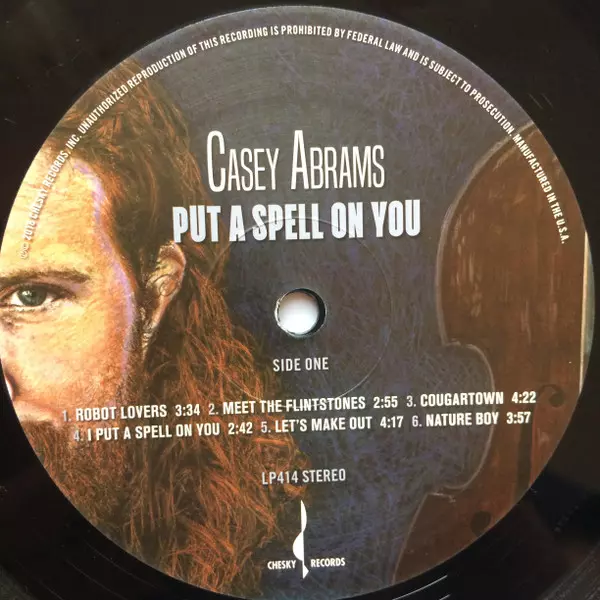 ℗© 2018 CHESKY RECORDS, INC. UNAUTHORIZED REPRODUCTION OF THIS RECORDING IS PROHIBITED BY FEDERAL LAW AND IS SUBJECT TO PROSECUTION. MANUFACTURED IN THE U.S.A.
CASEY ABRAMS
PUT A SPELL ON YOU
SIDE ONE
1. ROBOT LOVERS 3:34 2. MEET THE FLINTSTONES 2:55 3. COUGARTOWN 4:22
4. I PUT A SPELL ON YOU 2:42 5. LET'S MAKE OUT 4:17 6. NATURE BOY 3:57
LP414 STEREO
CHESKY RECORDS